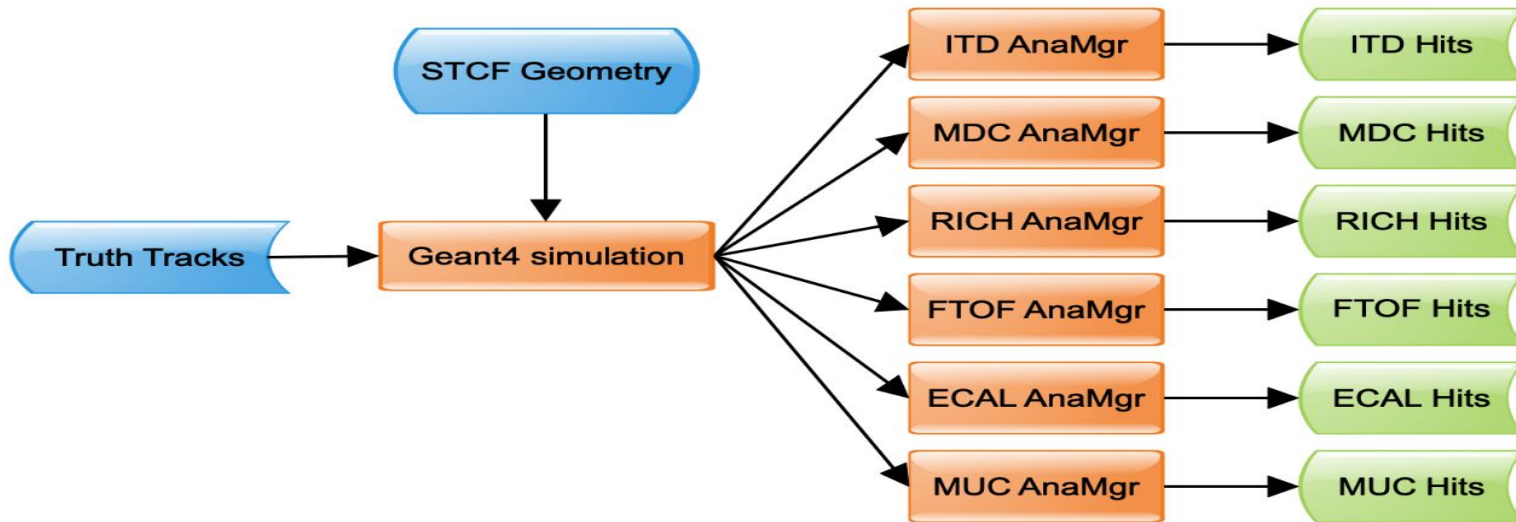 STCF Geometry
Truth Tracks
Geant4 simulation
ITD AnaMgr
ITD Hits
MDC AnaMgr
MDC Hits
RICH AnaMgr
RICH Hits
FTOF AnaMgr
FTOF Hits
ECAL AnaMgr
ECAL Hits
MUC AnaMgr
MUC Hits